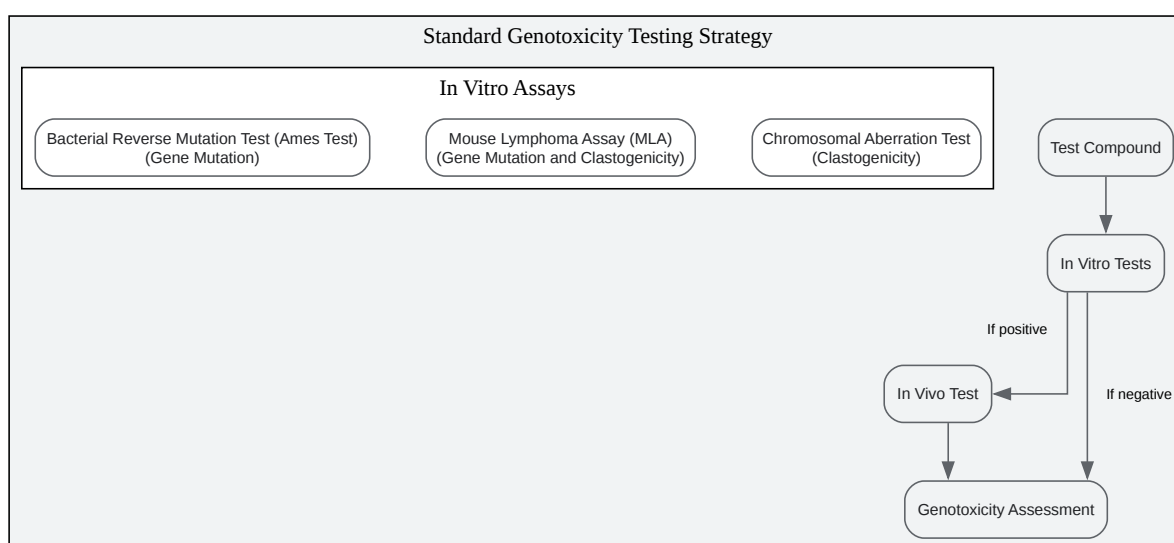 Standard Genotoxicity Testing Strategy
In Vitro Assays
Bacterial Reverse Mutation Test (Ames Test)
(Gene Mutation)
Mouse Lymphoma Assay (MLA)
(Gene Mutation and Clastogenicity)
Chromosomal Aberration Test
(Clastogenicity)
Test Compound
In Vitro Tests
If positive
In Vivo Test
If negative
Genotoxicity Assessment